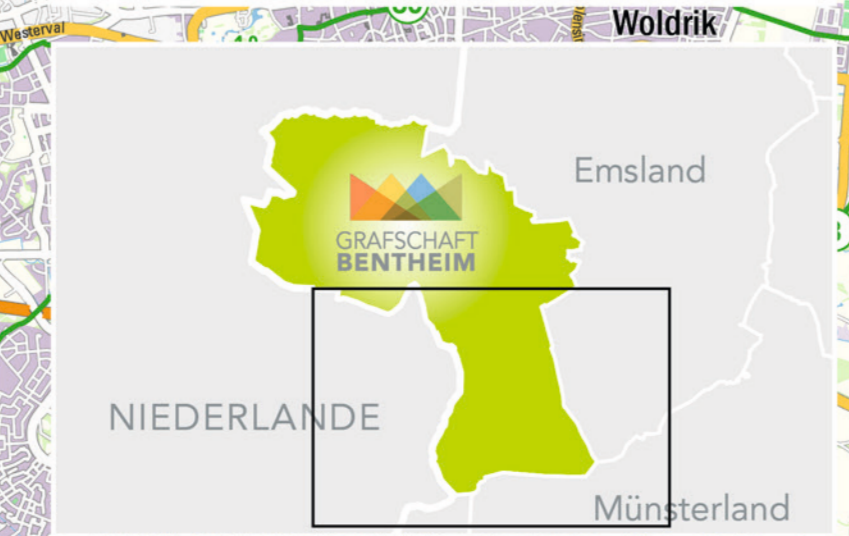 Westerval
Woldrik
Emsland
GRAFSCHAFT
BENTHEIM
NIEDERLANDE
Münsterland